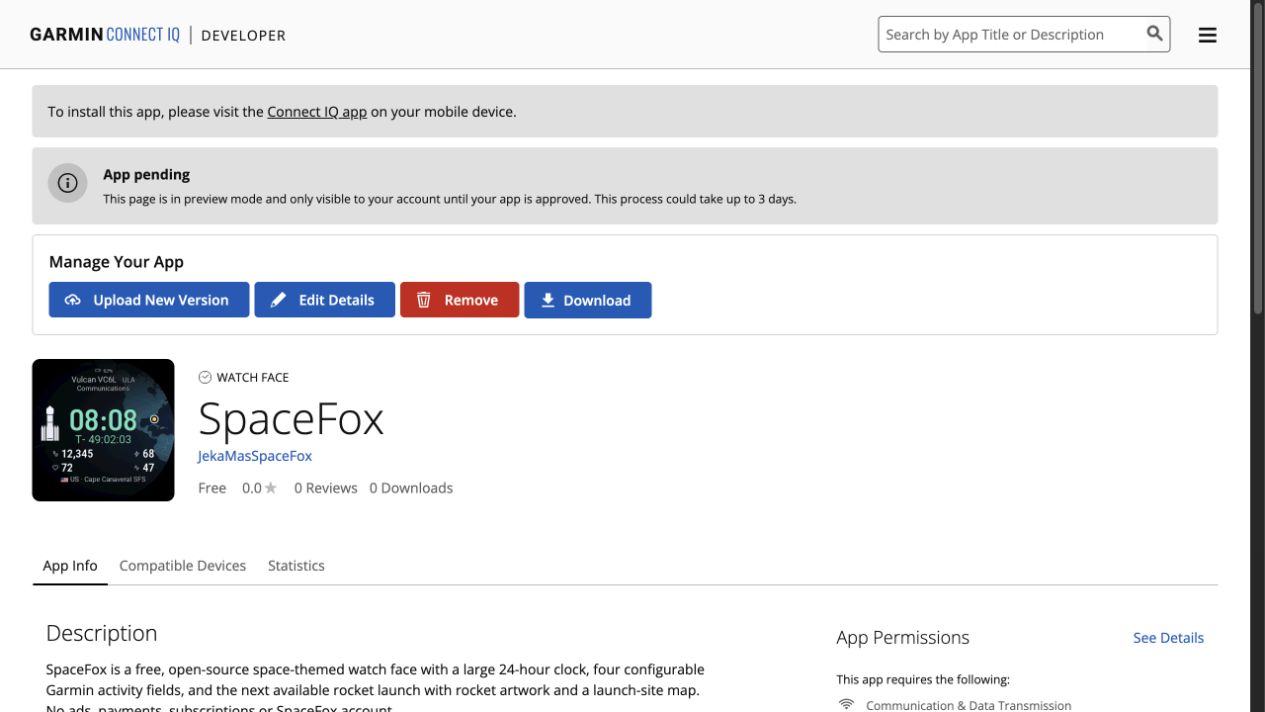 GARMIN CONNECT IQ | DEVELOPER
Search by App Title or Description
To install this app, please visit the Connect IQ app on your mobile device.
App pending
This page is in preview mode and only visible to your account until your app is approved. This process could take up to 3 days.
Manage Your App
Upload New Version
Edit Details
Remove
Download
Vulcan VC6L ULA
Communications
08:08
T- 49:02:03
12,345 68
72 47
US · Cape Canaveral SFS
WATCH FACE
SpaceFox
JekaMasSpaceFox
Free 0.0 ★ 0 Reviews 0 Downloads
App Info Compatible Devices Statistics
Description
SpaceFox is a free, open-source space-themed watch face with a large 24-hour clock, four configurable
Garmin activity fields, and the next available rocket launch with rocket artwork and a launch-site map.
No ads, payments, subscriptions or SpaceFox account.
App Permissions
See Details
This app requires the following:
Communication & Data Transmission